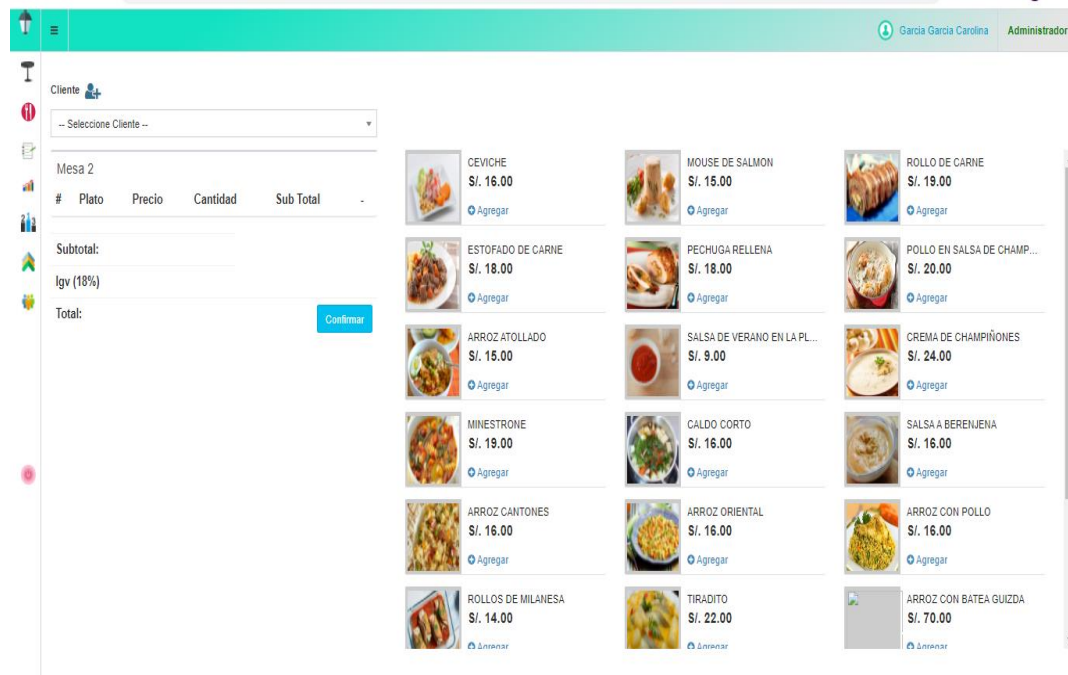 Garcia Garcia Carolina
Administrador
Cliente
-- Seleccione Cliente --
Mesa 2
# Plato Precio Cantidad Sub Total -
Subtotal:
Igv (18%)
Total:
Confirmar
CEVICHE
S/. 16.00
Agregar
MOUSE DE SALMON
S/. 15.00
Agregar
ROLLO DE CARNE
S/. 19.00
Agregar
ESTOFADO DE CARNE
S/. 18.00
Agregar
PECHUGA RELLENA
S/. 18.00
Agregar
POLLO EN SALSA DE CHAMP...
S/. 20.00
Agregar
ARROZ ATOLLADO
S/. 15.00
Agregar
SALSA DE VERANO EN LA PL...
S/. 9.00
Agregar
CREMA DE CHAMPIÑONES
S/. 24.00
Agregar
MINESTRONE
S/. 19.00
Agregar
CALDO CORTO
S/. 16.00
Agregar
SALSA A BERENJENA
S/. 16.00
Agregar
ARROZ CANTONES
S/. 16.00
Agregar
ARROZ ORIENTAL
S/. 16.00
Agregar
ARROZ CON POLLO
S/. 16.00
Agregar
ROLLOS DE MILANESA
S/. 14.00
Agregar
TIRADITO
S/. 22.00
Agregar
ARROZ CON BATEA GUIZDA
S/. 70.00
Agregar